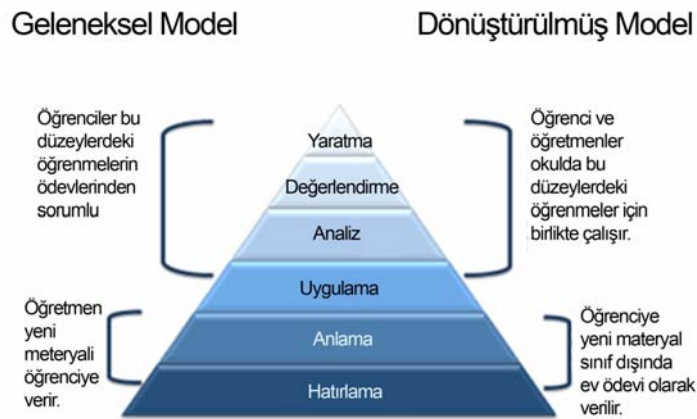 Geleneksel Model
Dönüştürülmüş Model
Öğrenciler bu
düzeylerdeki
öğrenmelerin
ödevlerinden
sorumlu
Öğretmen
yeni
meteryali
öğrenciye
verir.
Yaratma
Değerlendirme
Analiz
Uygulama
Anlama
Hatırlama
Öğrenci ve
öğretmenler
okulda bu
düzeylerdeki
öğrenmeler için
birlikte çalışır.
Öğrenciye
yeni materyal
sınıf dışında
ev ödevi olarak
verilir.